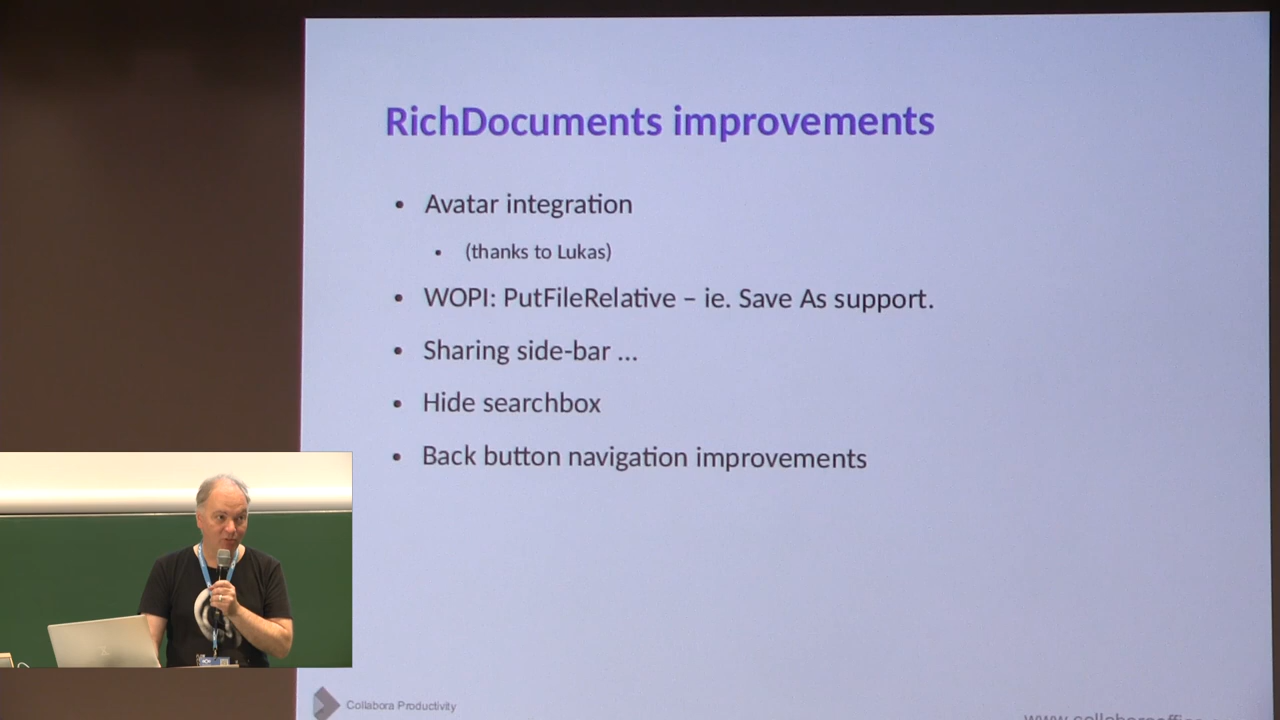 RichDocuments improvements
• Avatar integration
• (thanks to Lukas)
• WOPI: PutFileRelative – ie. Save As support.
• Sharing side-bar ...
• Hide searchbox
• Back button navigation improvements
Collabora Productivity